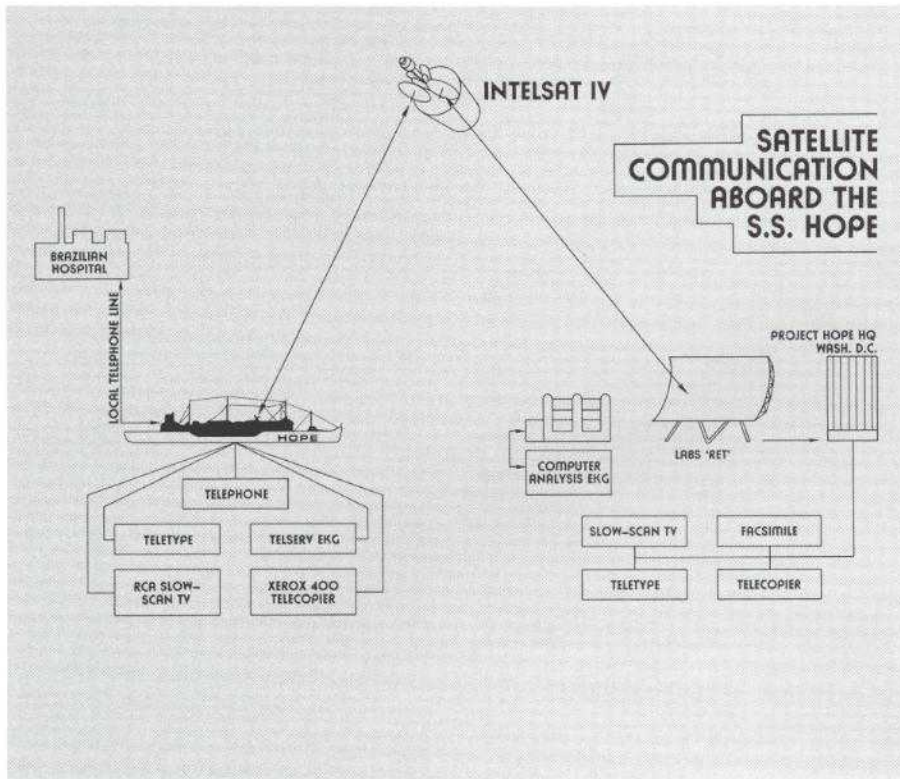 INTELSAT IV
SATELLITE
COMMUNICATION
ABOARD THE
S.S. HOPE
BRAZILIAN
HOSPITAL
LOCAL TELEPHONE LINE
HOPE
PROJECT HOPE HQ
WASH. D.C.
LABS 'RET'
COMPUTER
ANALYSIS EKG
TELEPHONE
TELETYPE
TELSERV EKG
RCA SLOW-
SCAN TV
XEROX 400
TELECOPIER
SLOW-SCAN TV
FACSIMILE
TELETYPE
TELECOPIER